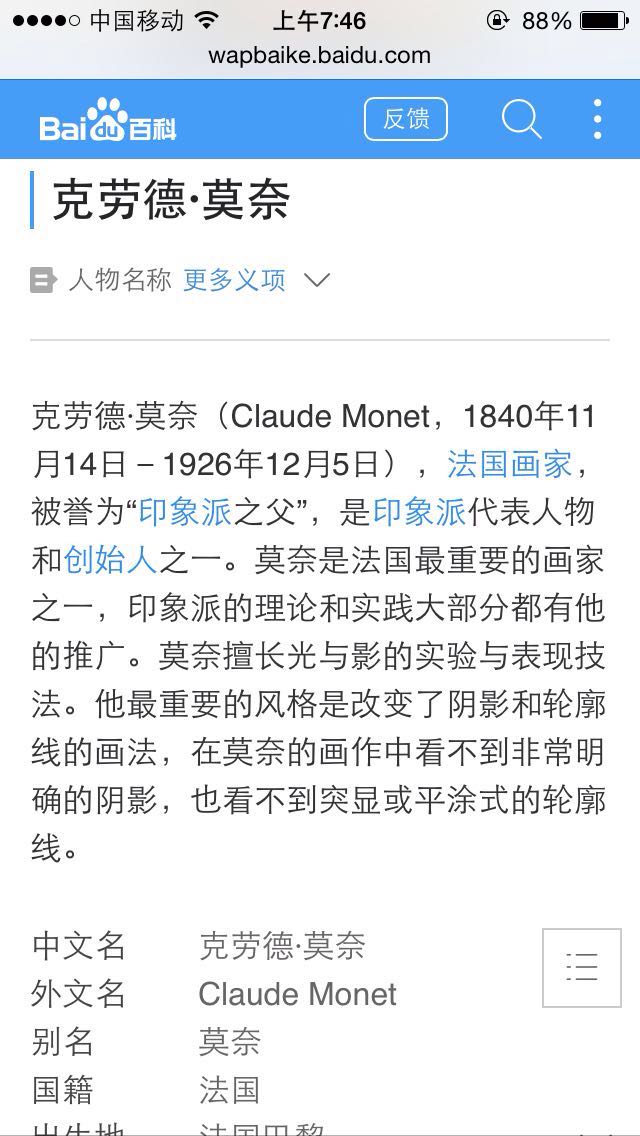 中国移动 上午7:46 88%
wapbaike.baidu.com
Bai du 百科 反馈
克劳德·莫奈
人物名称 更多义项
克劳德·莫奈（Claude Monet，1840年11
月14日－1926年12月5日），法国画家，
被誉为“印象派之父”，是印象派代表人物
和创始人之一。莫奈是法国最重要的画家
之一，印象派的理论和实践大部分都有他
的推广。莫奈擅长光与影的实验与表现技
法。他最重要的风格是改变了阴影和轮廓
线的画法，在莫奈的画作中看不到非常明
确的阴影，也看不到突显或平涂式的轮廓
线。
中文名 克劳德·莫奈
外文名 Claude Monet
别名 莫奈
国籍 法国
出生地 法国巴黎